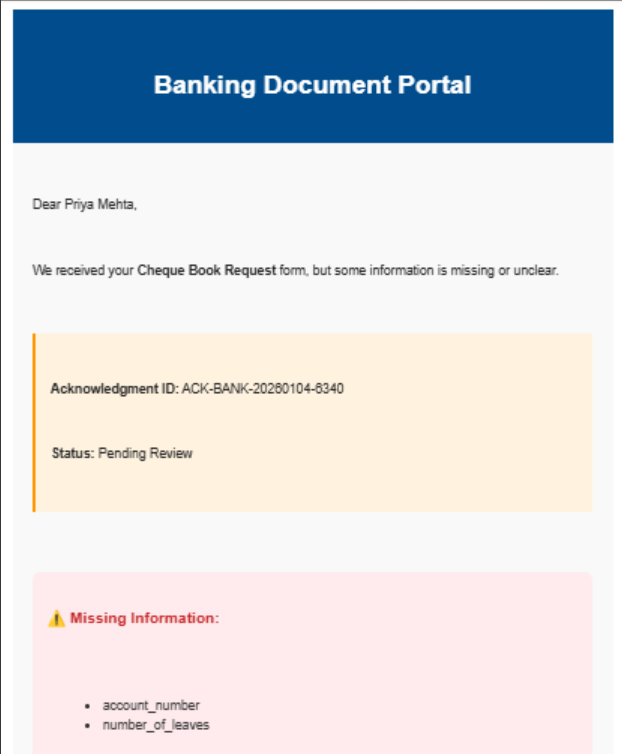 Banking Document Portal
Dear Priya Mehta,
We received your Cheque Book Request form, but some information is missing or unclear.
Acknowledgment ID: ACK-BANK-20260104-6340
Status: Pending Review
⚠️ Missing Information:
• account_number
• number_of_leaves